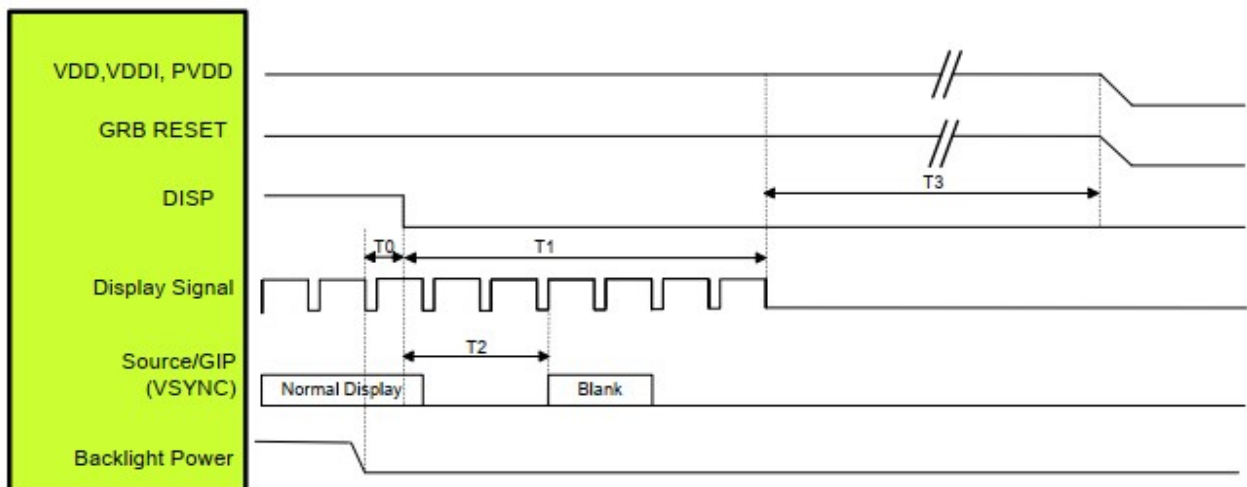 VDD,VDDI, PVDD
GRB RESET
T3
DISP
T0
T1
Display Signal
T2
Source/GIP
(VSYNC)
Normal Display
Blank
Backlight Power